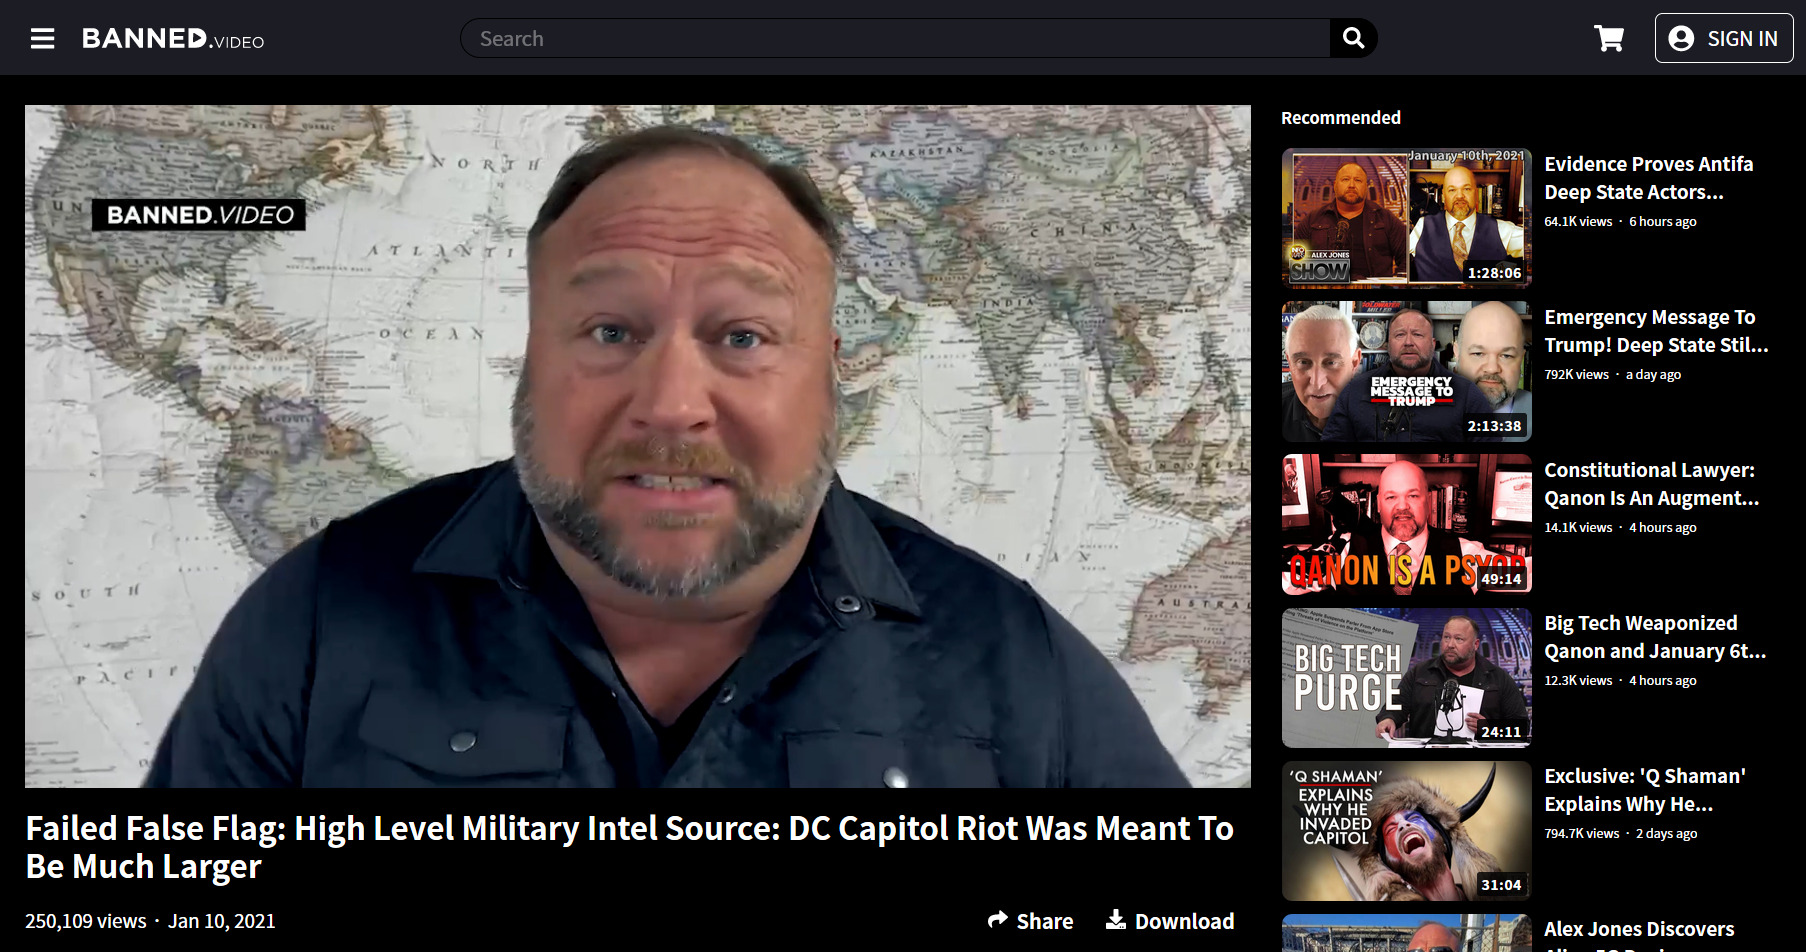 BANNED.VIDEO
Search
SIGN IN
NORTH
UN
BANNED.VIDEO
ATLANTI
OCEAN
KAZAKHSTAN
CHINA
INDIA
SOUTH
PACIF
DIAN
AUSTRA
Failed False Flag: High Level Military Intel Source: DC Capitol Riot Was Meant To
Be Much Larger
250,109 views · Jan 10, 2021
Share
Download
Recommended
January 10th, 2021
ALEX JONES
SHOW
1:28:06
Evidence Proves Antifa
Deep State Actors...
64.1K views · 6 hours ago
EMERGENCY
MESSAGE TO
TRUMP
2:13:38
Emergency Message To
Trump! Deep State Stil...
792K views · a day ago
QANON IS A PSYOP
49:14
Constitutional Lawyer:
Qanon Is An Augment...
14.1K views · 4 hours ago
BIG TECH
PURGE
24:11
Big Tech Weaponized
Qanon and January 6t...
12.3K views · 4 hours ago
'Q SHAMAN'
EXPLAINS
WHY HE
INVADED
CAPITOL
31:04
Exclusive: 'Q Shaman'
Explains Why He...
794.7K views · 2 days ago
Alex Jones Discovers